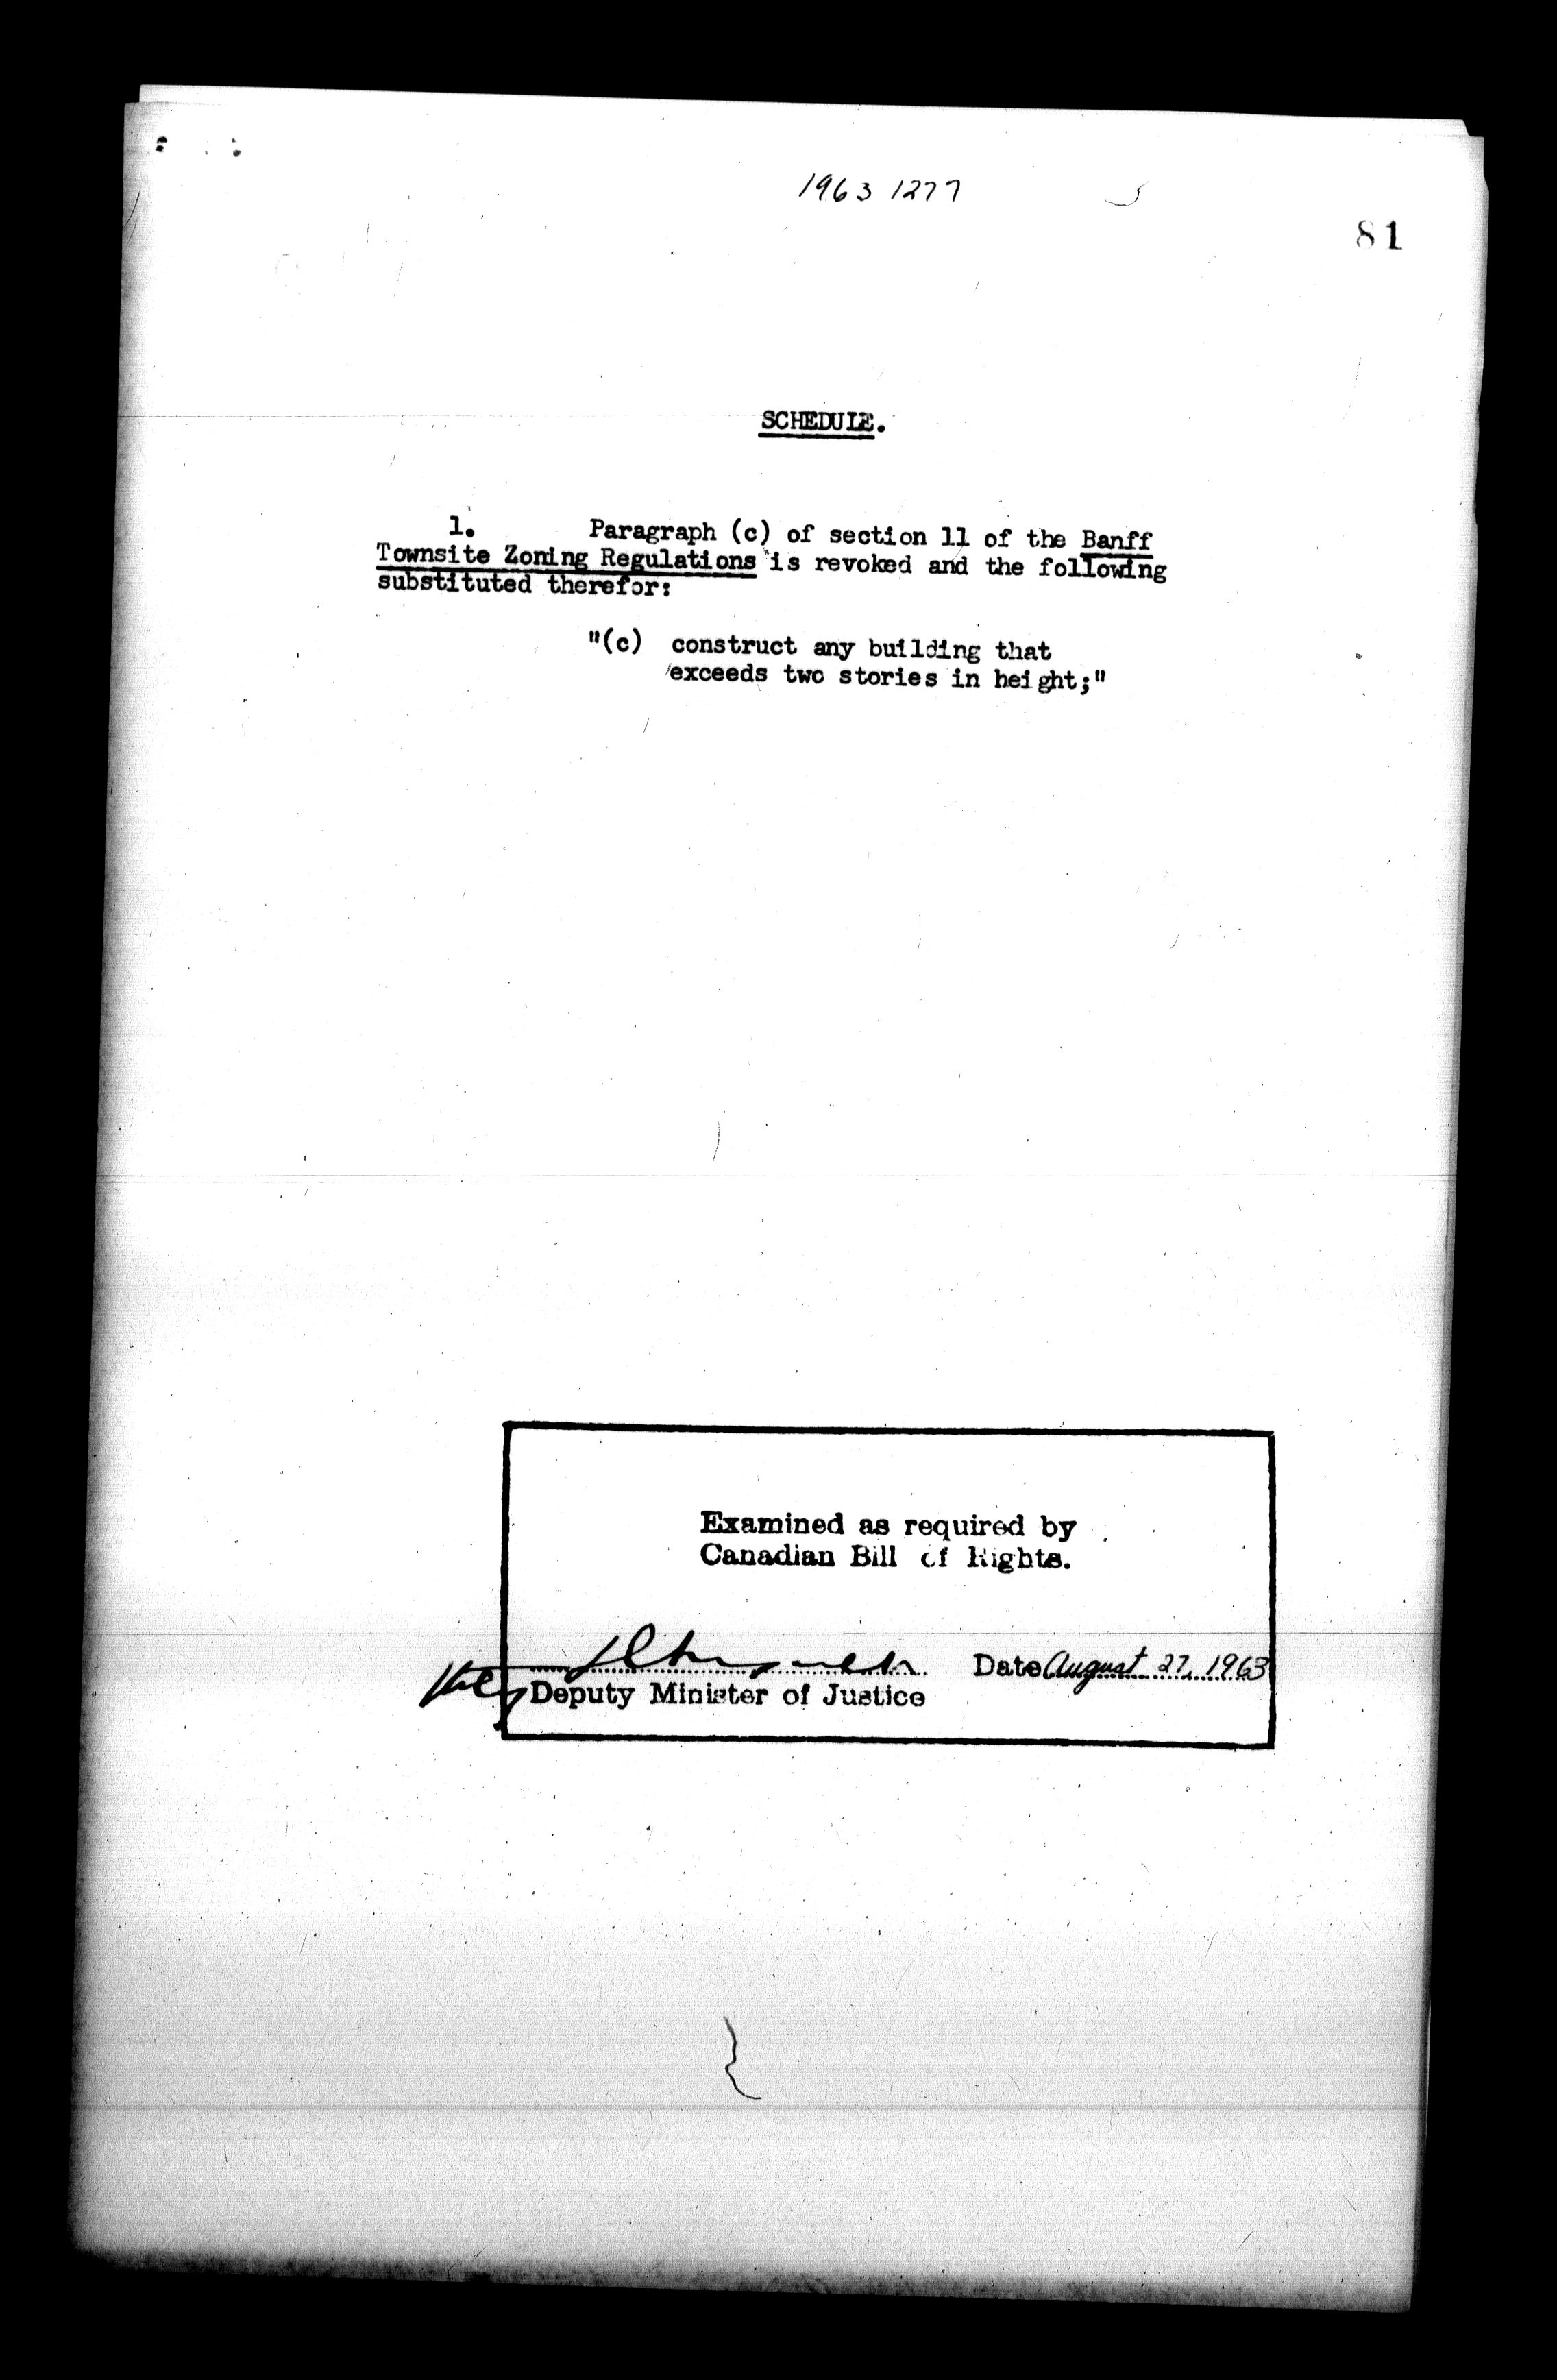 1963 1277
81
SCHEDULE.
1. Paragraph (c) of section 11 of the Banff
Townsite Zoning Regulations is revoked and the following
substituted therefor:
"(c) construct any building that
exceeds two stories in height;"
Examined as required by
Canadian Bill of Rights.
Date August 27, 1963
Deputy Minister of Justice